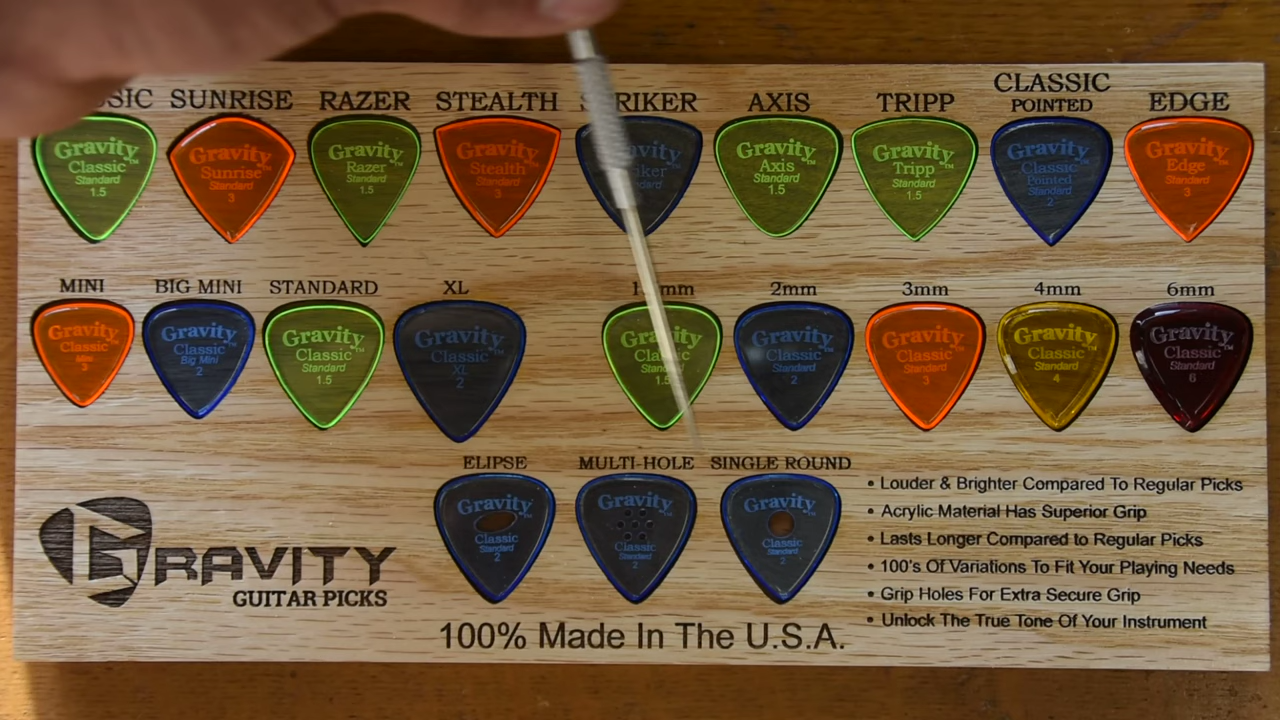 SUNRISE RAZER STEALTH AXIS TRIPP CLASSIC POINTED EDGE
Gravity Classic Standard 1.5
Gravity Sunrise Standard 3
Gravity Razer Standard 1.5
Gravity Stealth Standard 3
Gravity Axis Standard 1.5
Gravity Tripp Standard 1.5
Gravity Classic Pointed Standard 2
Gravity Edge Standard 3
MINI BIG MINI STANDARD XL 2mm 3mm 4mm 6mm
Gravity Classic Mini 3
Gravity Classic Big Mini 2
Gravity Classic Standard 1.5
Gravity Classic XL 2
Gravity Classic Standard 1.5
Gravity Classic Standard 2
Gravity Classic Standard 3
Gravity Classic Standard 4
Gravity Classic Standard 6
ELIPSE MULTI-HOLE SINGLE ROUND
Gravity Classic Standard 2
Gravity Classic Standard 2
Gravity Classic Standard 2
GRAVITY
GUITAR PICKS
100% Made In The U.S.A.
• Louder & Brighter Compared To Regular Picks
• Acrylic Material Has Superior Grip
• Lasts Longer Compared to Regular Picks
• 100's Of Variations To Fit Your Playing Needs
• Grip Holes For Extra Secure Grip
• Unlock The True Tone Of Your Instrument